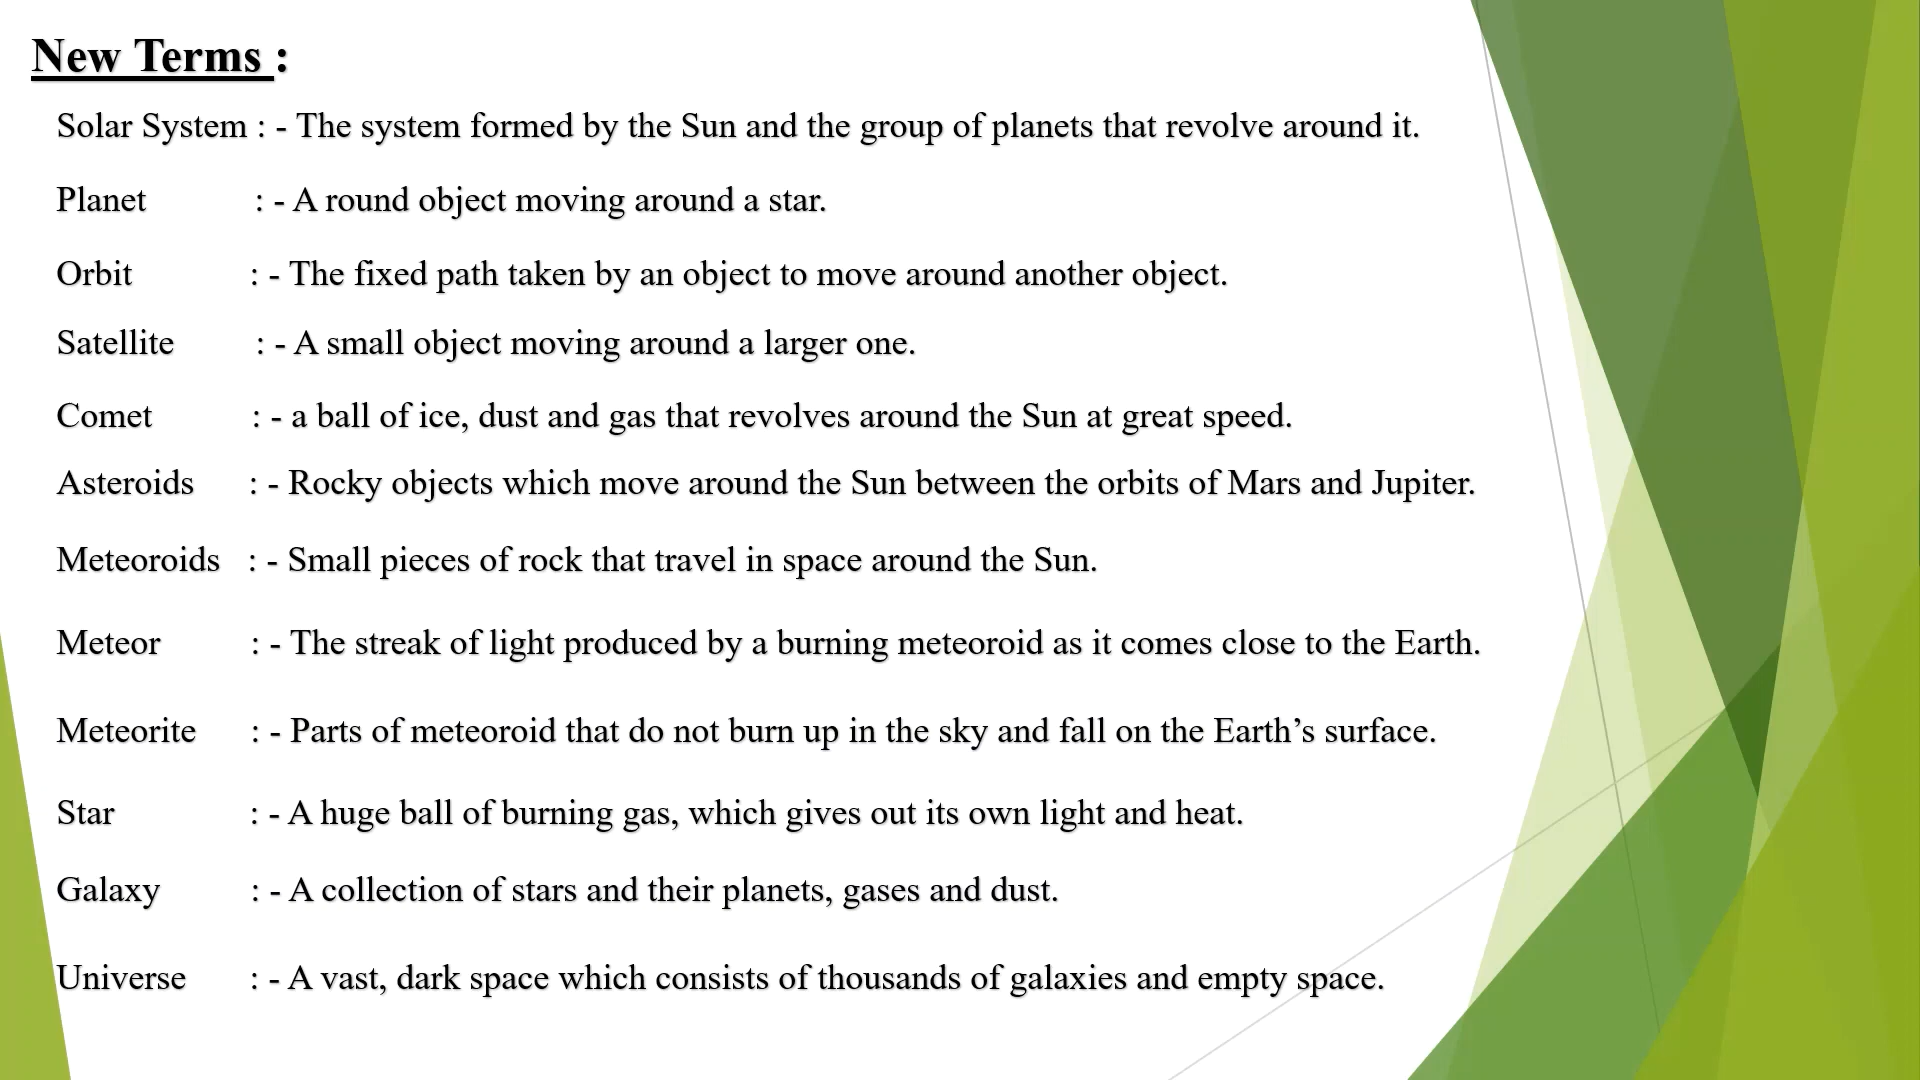 New Terms :
Solar System : - The system formed by the Sun and the group of planets that revolve around it.
Planet : - A round object moving around a star.
Orbit : - The fixed path taken by an object to move around another object.
Satellite : - A small object moving around a larger one.
Comet : - a ball of ice, dust and gas that revolves around the Sun at great speed.
Asteroids : - Rocky objects which move around the Sun between the orbits of Mars and Jupiter.
Meteoroids : - Small pieces of rock that travel in space around the Sun.
Meteor : - The streak of light produced by a burning meteoroid as it comes close to the Earth.
Meteorite : - Parts of meteoroid that do not burn up in the sky and fall on the Earth’s surface.
Star : - A huge ball of burning gas, which gives out its own light and heat.
Galaxy : - A collection of stars and their planets, gases and dust.
Universe : - A vast, dark space which consists of thousands of galaxies and empty space.